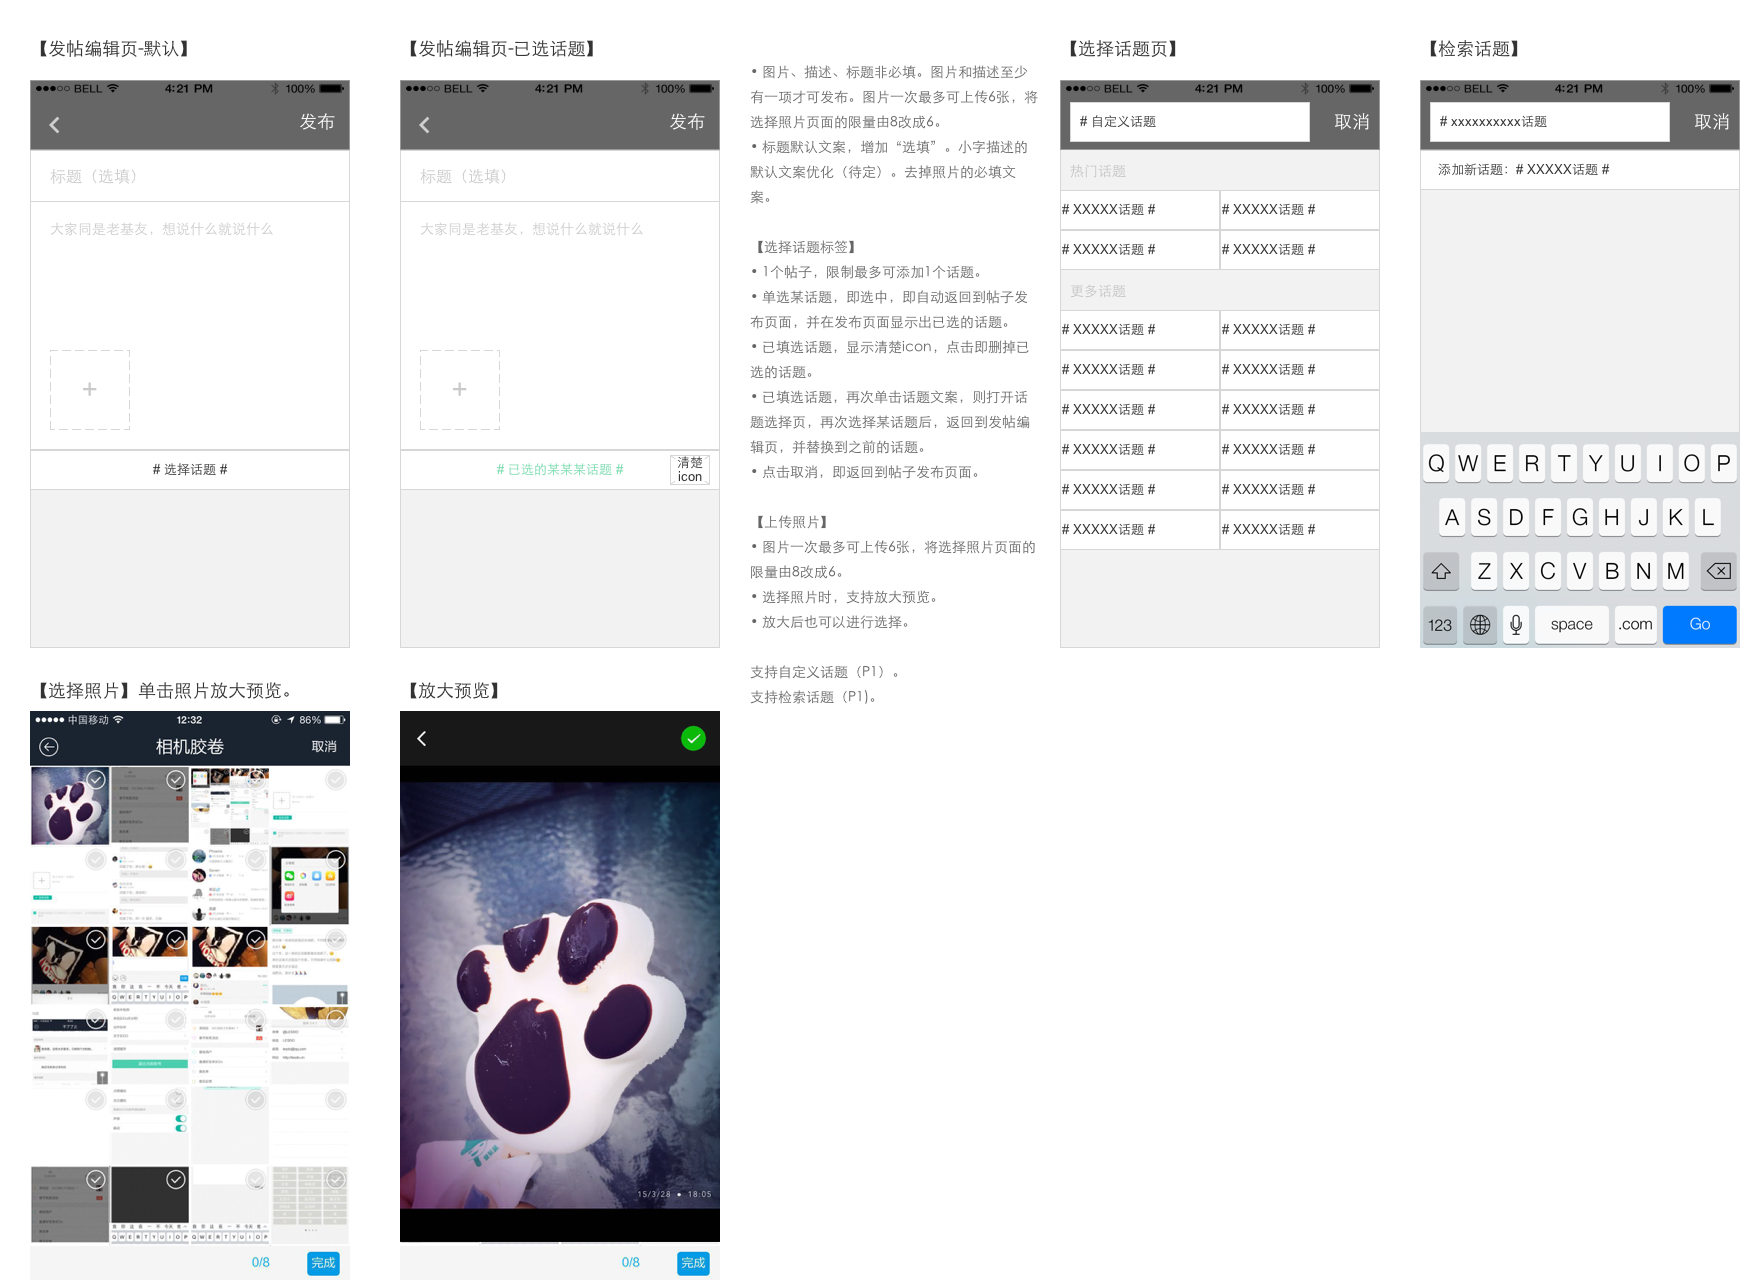 【发帖编辑页-默认】
●●●○○ BELL 4:21 PM 100%
发布
标题（选填）
大家同是老基友，想说什么就说什么
+
# 选择话题 #
【发帖编辑页-已选话题】
●●●○○ BELL 4:21 PM 100%
发布
标题（选填）
大家同是老基友，想说什么就说什么
+
# 已选的某某某话题 #
清楚
icon
• 图片、描述、标题非必填。图片和描述至少
有一项才可发布。图片一次最多可上传6张，将
选择照片页面的限量由8改成6。
• 标题默认文案，增加“选填”。小字描述的
默认文案优化（待定）。去掉照片的必填文
案。
【选择话题标签】
• 1个帖子，限制最多可添加1个话题。
• 单选某话题，即选中，即自动返回到帖子发
布页面，并在发布页面显示出已选的话题。
• 已填选话题，显示清楚icon，点击即删掉已
选的话题。
• 已填选话题，再次单击话题文案，则打开话
题选择页，再次选择某话题后，返回到发帖编
辑页，并替换到之前的话题。
• 点击取消，即返回到帖子发布页面。
【上传照片】
• 图片一次最多可上传6张，将选择照片页面的
限量由8改成6。
• 选择照片时，支持放大预览。
• 放大后也可以进行选择。
支持自定义话题（P1）。
支持检索话题（P1)。
【选择话题页】
●●●○○ BELL 4:21 PM 100%
# 自定义话题 取消
热门话题
# XXXXX话题 # # XXXXX话题 #
# XXXXX话题 # # XXXXX话题 #
更多话题
# XXXXX话题 # # XXXXX话题 #
# XXXXX话题 # # XXXXX话题 #
# XXXXX话题 # # XXXXX话题 #
# XXXXX话题 # # XXXXX话题 #
# XXXXX话题 # # XXXXX话题 #
# XXXXX话题 # # XXXXX话题 #
【检索话题】
●●●○○ BELL 4:21 PM 100%
# xxxxxxxxxx话题 取消
添加新话题：# XXXXX话题 #
Q W E R T Y U I O P
A S D F G H J K L
Z X C V B N M
123 space .com Go
【选择照片】单击照片放大预览。
●●●●● 中国移动 12:32 86%
相机胶卷 取消
0/8 完成
【放大预览】
15/3/28 ● 18:05
0/8 完成